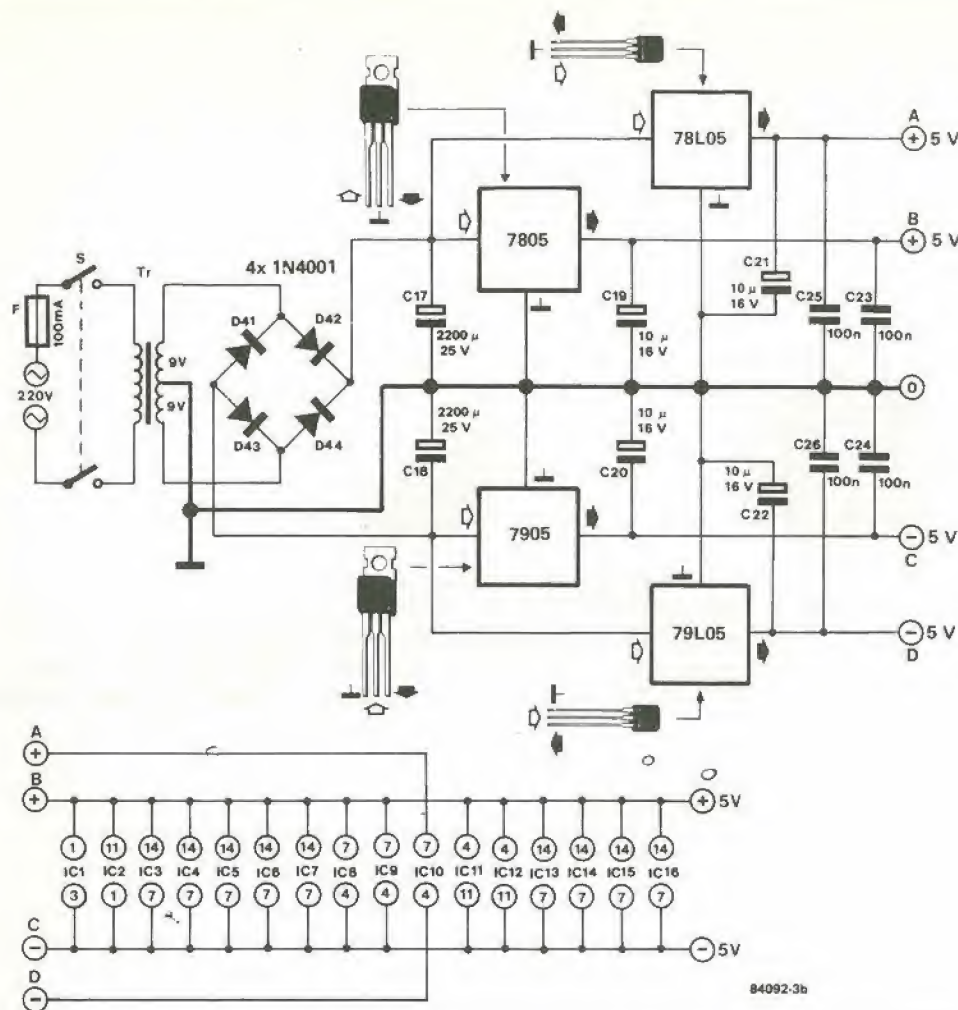 A
+ 5 V
78L05
B
+ 5 V
7805
S
Tr
4x 1N4001
F
100mA
220V
9V
9V
D41
D42
D43
D44
C17
2200 µ
25 V
C19
10 µ
16 V
C21
10 µ
16 V
C25
100n
C23
100n
0
2200 µ
25 V
C18
10 µ
16 V
C20
10 µ
16 V
C22
C26
100n
C24
100n
7905
− 5 V
C
79L05
− 5 V
D
A
+
B
+
+ 5V
1 11 14 14 14 14 14 7 7 7 4 4 14 14 14 14
IC1 IC2 IC3 IC4 IC5 IC6 IC7 IC8 IC9 IC10 IC11 IC12 IC13 IC14 IC15 IC16
3 1 7 7 7 7 7 4 4 4 11 11 7 7 7 7
C
−
− 5V
D
−
84092-3b